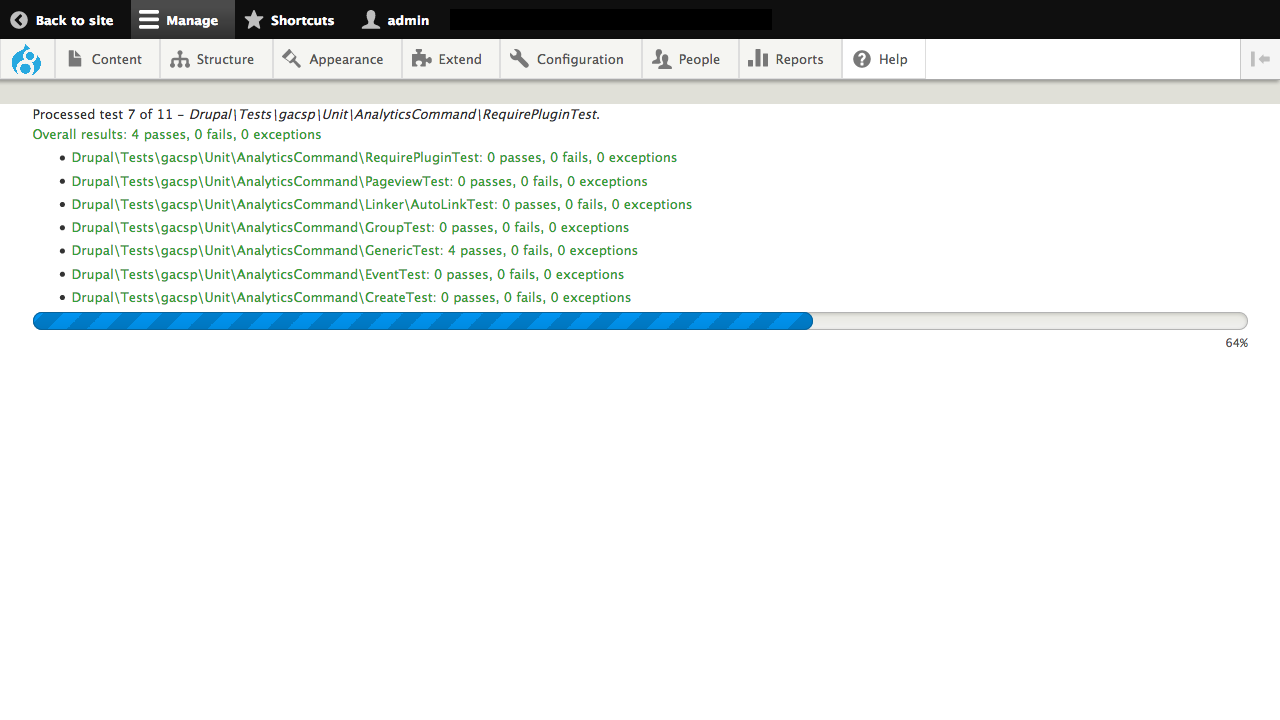 Back to site Manage Shortcuts admin
Content Structure Appearance Extend Configuration People Reports Help
Processed test 7 of 11 - Drupal\Tests\gacsp\Unit\AnalyticsCommand\RequirePluginTest.
Overall results: 4 passes, 0 fails, 0 exceptions
• Drupal\Tests\gacsp\Unit\AnalyticsCommand\RequirePluginTest: 0 passes, 0 fails, 0 exceptions
• Drupal\Tests\gacsp\Unit\AnalyticsCommand\PageviewTest: 0 passes, 0 fails, 0 exceptions
• Drupal\Tests\gacsp\Unit\AnalyticsCommand\Linker\AutoLinkTest: 0 passes, 0 fails, 0 exceptions
• Drupal\Tests\gacsp\Unit\AnalyticsCommand\GroupTest: 0 passes, 0 fails, 0 exceptions
• Drupal\Tests\gacsp\Unit\AnalyticsCommand\GenericTest: 4 passes, 0 fails, 0 exceptions
• Drupal\Tests\gacsp\Unit\AnalyticsCommand\EventTest: 0 passes, 0 fails, 0 exceptions
• Drupal\Tests\gacsp\Unit\AnalyticsCommand\CreateTest: 0 passes, 0 fails, 0 exceptions
64%